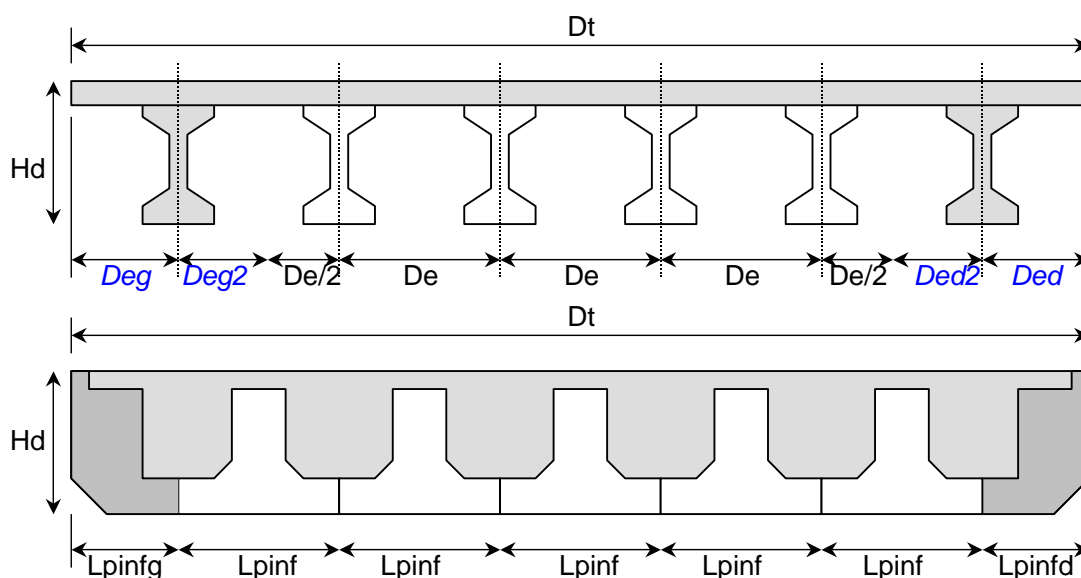 Dt
Hd
Deg Deg2 De/2 De De De De/2 Ded2 Ded
Dt
Hd
Lpinfg Lpinf Lpinf Lpinf Lpinf Lpinf Lpinfd